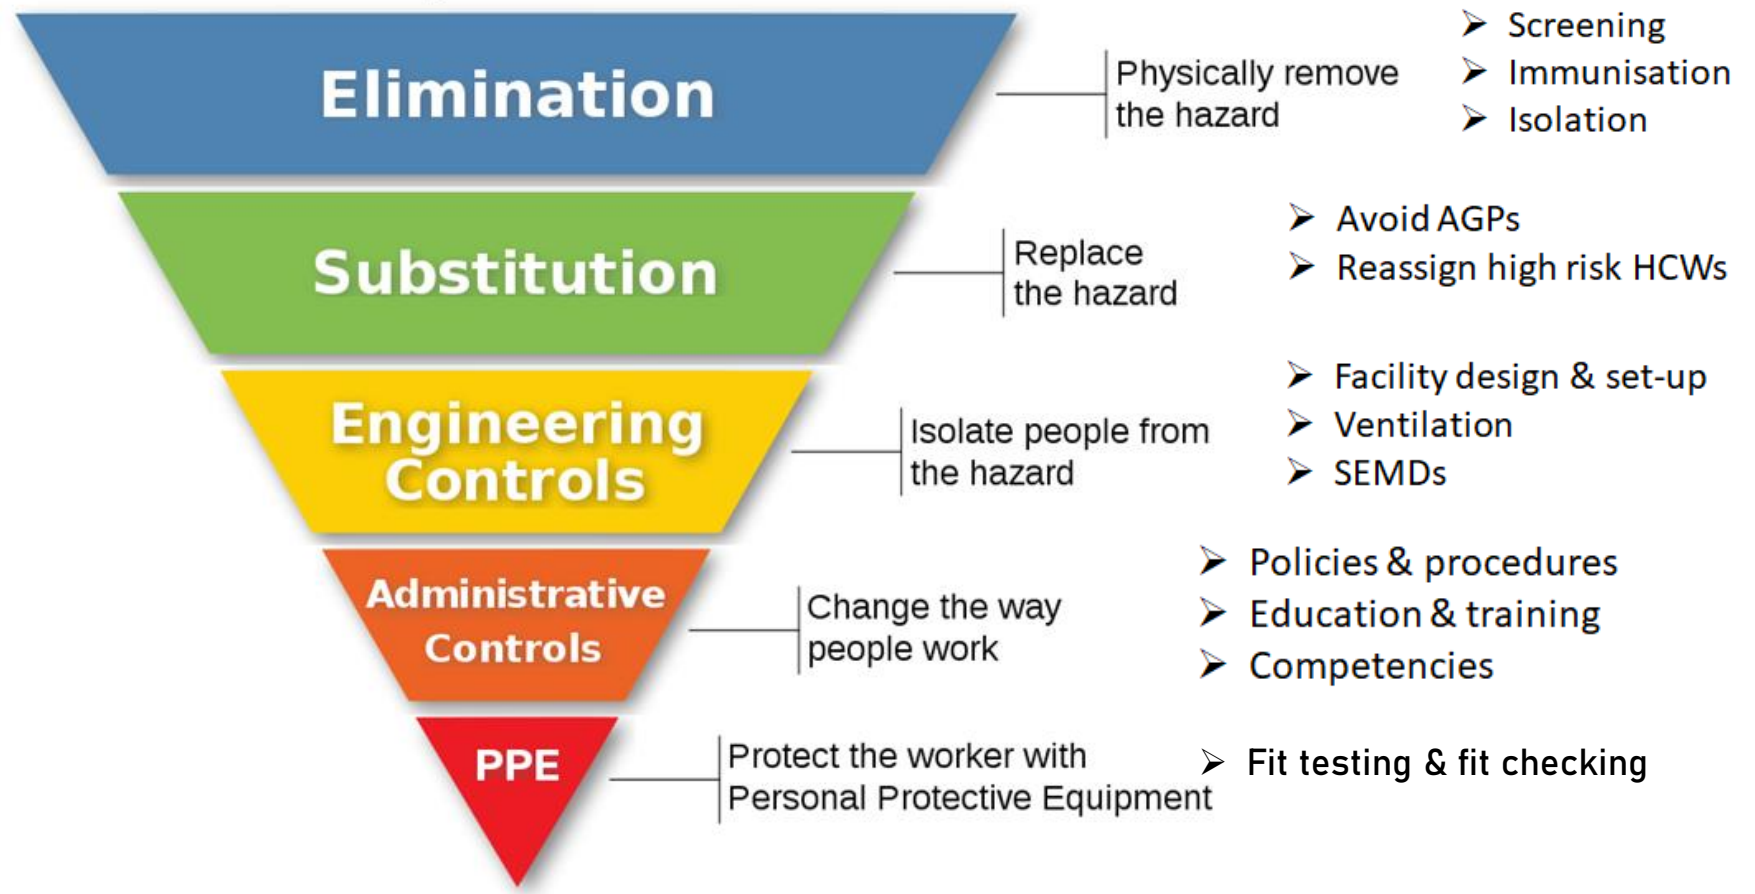 Elimination
Physically remove
the hazard
Screening
Immunisation
Isolation
Substitution
Replace
the hazard
Avoid AGPs
Reassign high risk HCWs
Engineering
Controls
Isolate people from
the hazard
Facility design & set-up
Ventilation
SEMDs
Administrative
Controls
Change the way
people work
Policies & procedures
Education & training
Competencies
PPE
Protect the worker with
Personal Protective Equipment
Fit testing & fit checking